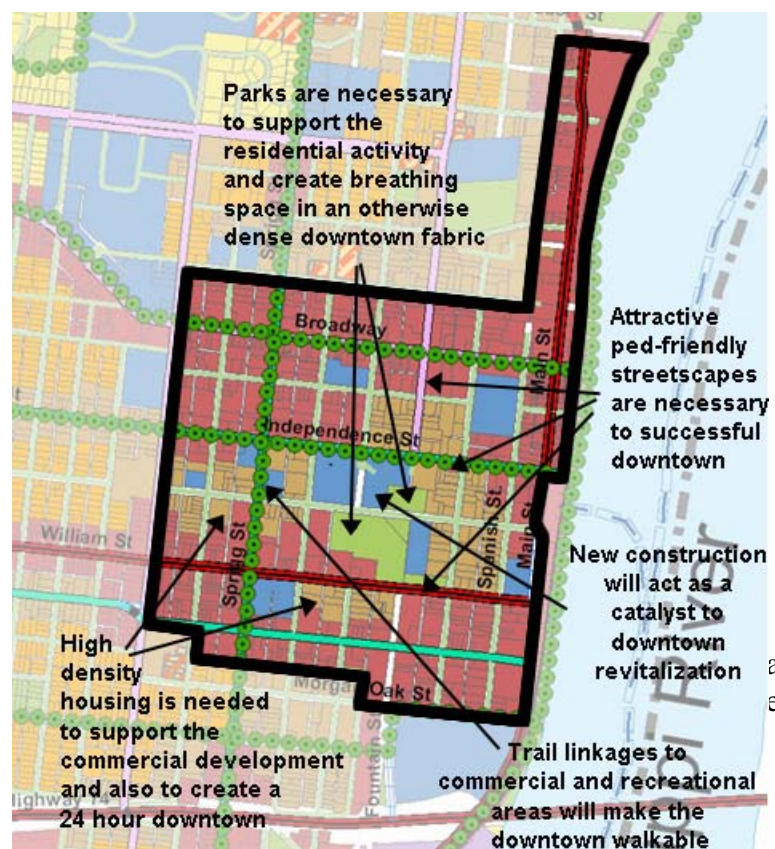 Parks are necessary
to support the
residential activity
and create breathing
space in an otherwise
dense downtown fabric
Broadway
Main St
Attractive
ped-friendly
streetscapes
are necessary
to successful
downtown
Independence St
William St
Sprigg St
Spanish St.
Main St
New construction
will act as a
catalyst to
downtown
revitalization
High
density
housing is needed
to support the
commercial development
and also to create a
24 hour downtown
Oak St
Fountain St
Highway 74
Trail linkages to
commercial and recreational
areas will make the
downtown walkable
River
a
e